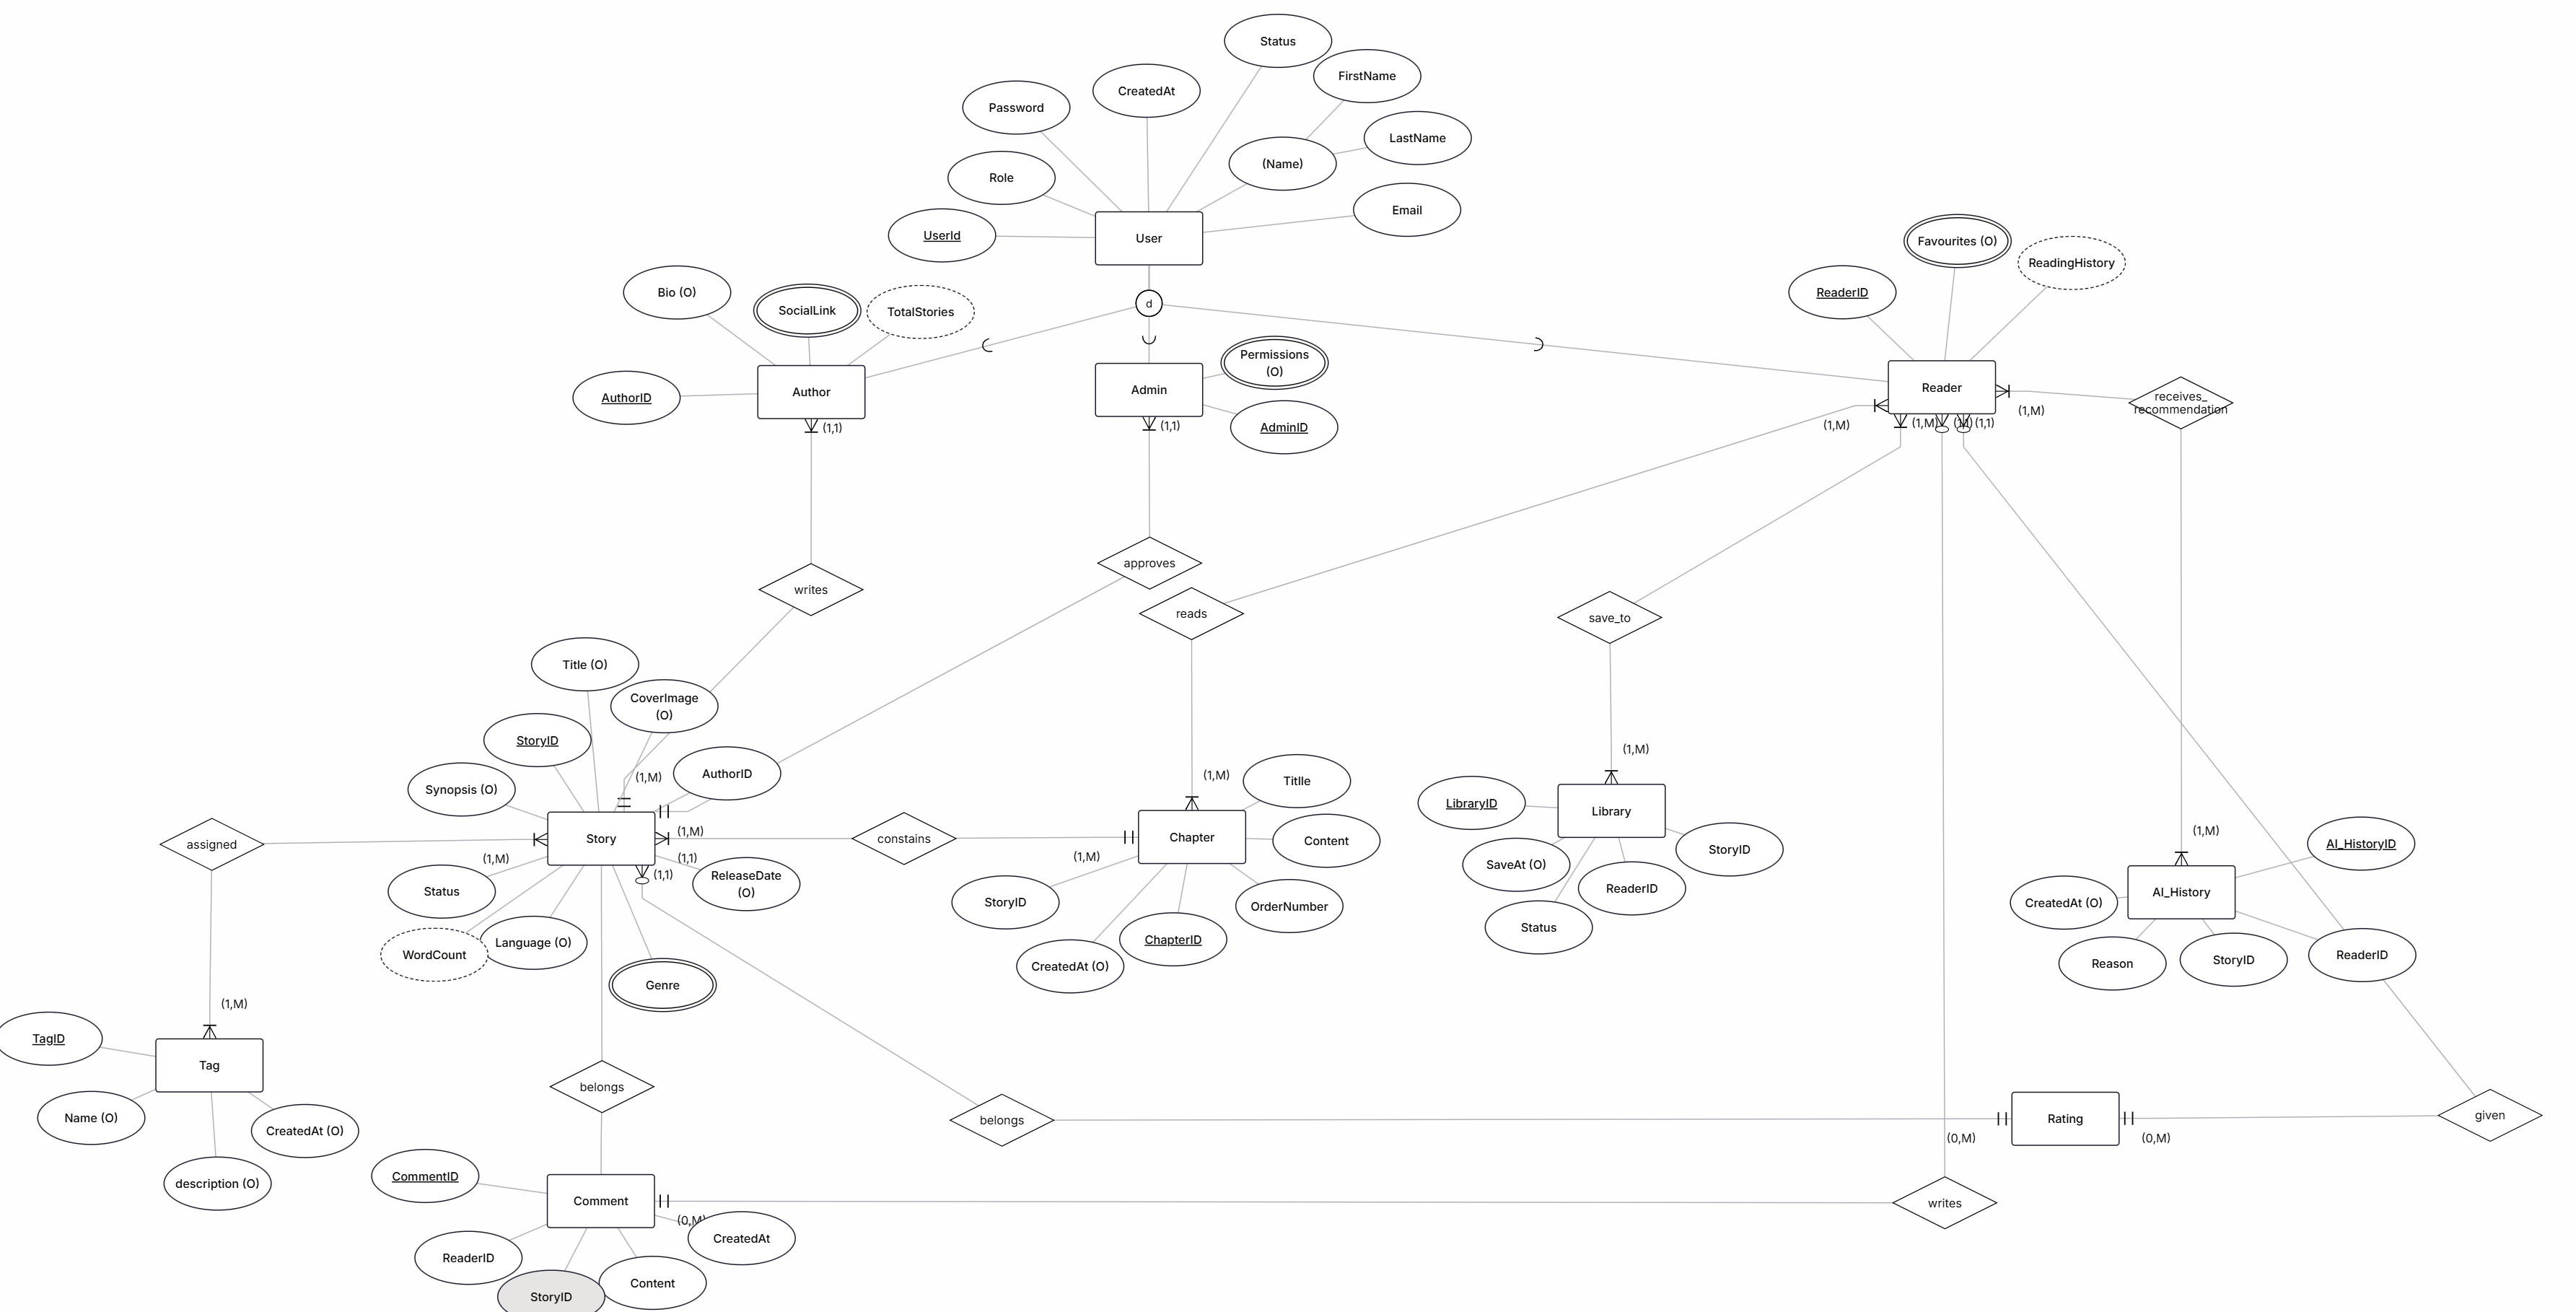 Status
FirstName
CreatedAt
Password
LastName
(Name)
Role
Email
UserId
User
Favourites (O)
ReadingHistory
Bio (O)
ReaderID
SocialLink
TotalStories
d
Permissions
(O)
Author
Admin
Reader
AuthorID
AdminID
receives_
recommendation
(1,1)
(1,1)
(1,M)
(1,M)
(1,1)
(1,M)
approves
writes
reads
save_to
Title (O)
CoverImage
(O)
StoryID
AuthorID
Synopsis (O)
(1,M)
(1,M)
(1,M)
Titlle
LibraryID
Library
assigned
Story
(1,M)
constains
Chapter
Content
StoryID
(1,M)
AI_HistoryID
(1,M)
(1,1)
(1,M)
SaveAt (O)
(1,1)
ReleaseDate
(O)
Status
StoryID
OrderNumber
ReaderID
AI_History
CreatedAt (O)
Language (O)
WordCount
ChapterID
Status
CreatedAt (O)
Reason
StoryID
ReaderID
Genre
(1,M)
TagID
Tag
belongs
Name (O)
CreatedAt (O)
belongs
Rating
given
(0,M)
(0,M)
description (O)
CommentID
Comment
writes
(0,M)
CreatedAt
ReaderID
Content
StoryID